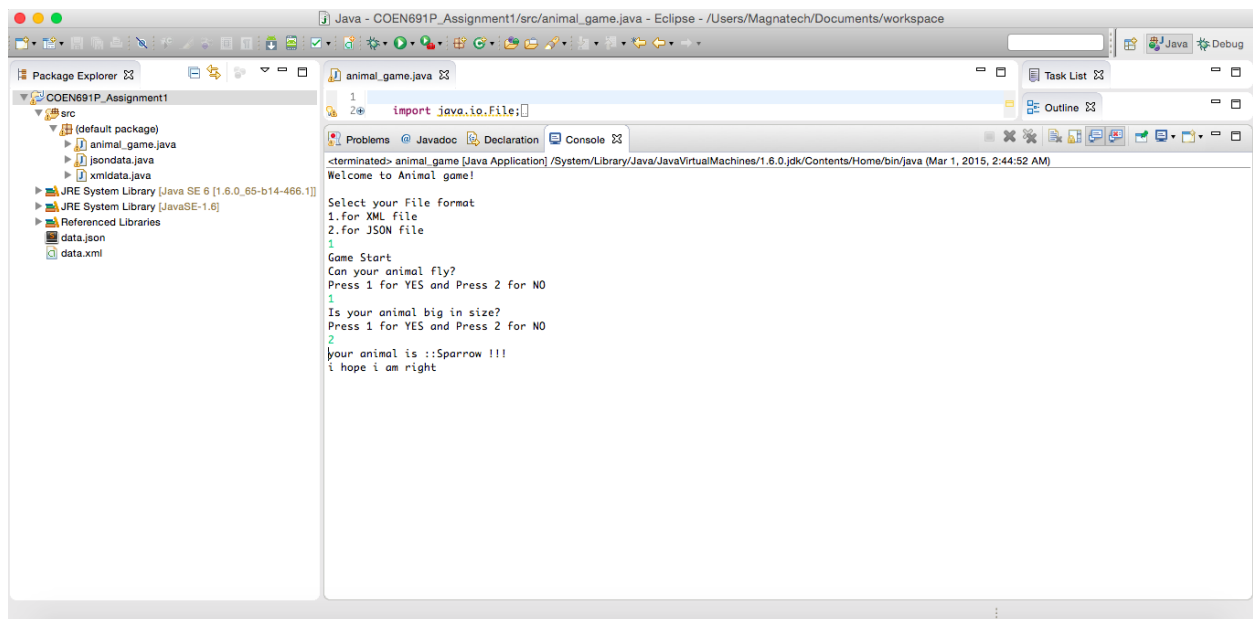 Java - COEN691P_Assignment1/src/animal_game.java - Eclipse - /Users/Magnatech/Documents/workspace
Java
Debug
Package Explorer
COEN691P_Assignment1
src
(default package)
animal_game.java
jsondata.java
xmldata.java
JRE System Library [Java SE 6 [1.6.0_65-b14-466.1]]
JRE System Library [JavaSE-1.6]
Referenced Libraries
data.json
data.xml
animal_game.java
1
2 import java.io.File;
Problems @ Javadoc Declaration Console
<terminated> animal_game [Java Application] /System/Library/Java/JavaVirtualMachines/1.6.0.jdk/Contents/Home/bin/java (Mar 1, 2015, 2:44:52 AM)
Welcome to Animal game!
Select your File format
1.for XML file
2.for JSON file
1
Game Start
Can your animal fly?
Press 1 for YES and Press 2 for NO
1
Is your animal big in size?
Press 1 for YES and Press 2 for NO
2
your animal is ::Sparrow !!!
i hope i am right
Task List
Outline